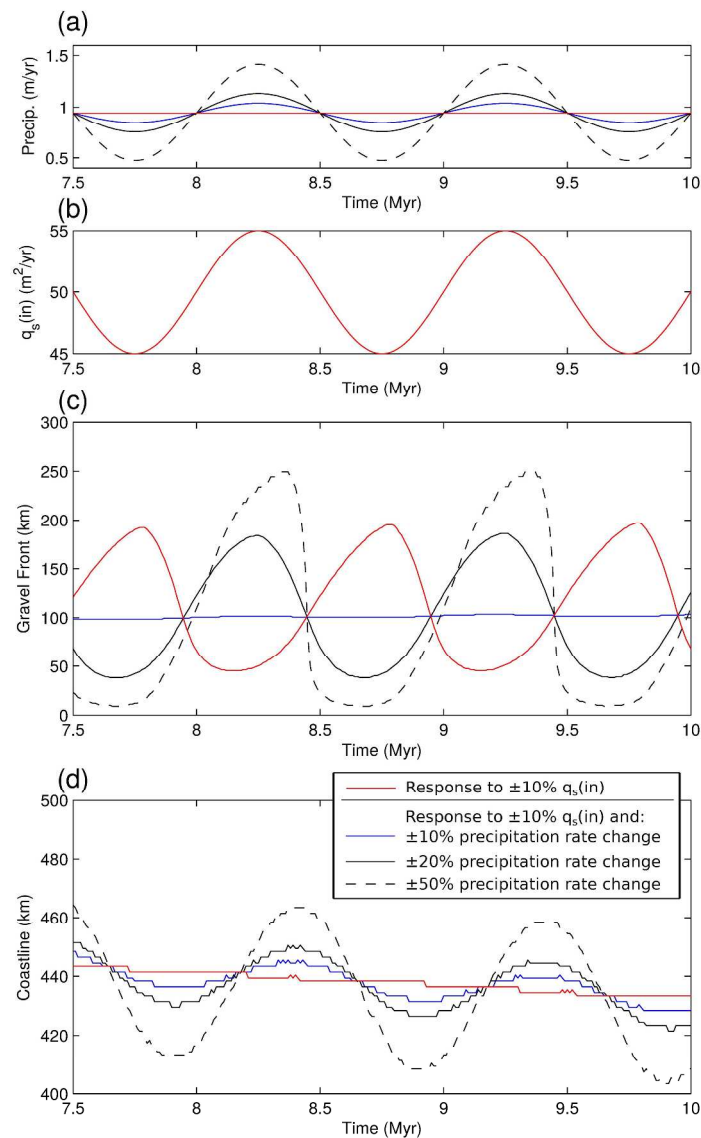 (a)
Precip. (m/yr)
1.5
1
0.5
7.5 8 8.5 9 9.5 10
Time (Myr)
(b)
qs(in) (m2/yr)
55
50
45
7.5 8 8.5 9 9.5 10
Time (Myr)
(c)
Gravel Front (km)
300
250
200
150
100
50
0
7.5 8 8.5 9 9.5 10
Time (Myr)
(d)
Response to ±10% qs(in)
Response to ±10% qs(in) and:
±10% precipitation rate change
±20% precipitation rate change
±50% precipitation rate change
Coastline (km)
500
480
460
440
420
400
7.5 8 8.5 9 9.5 10
Time (Myr)